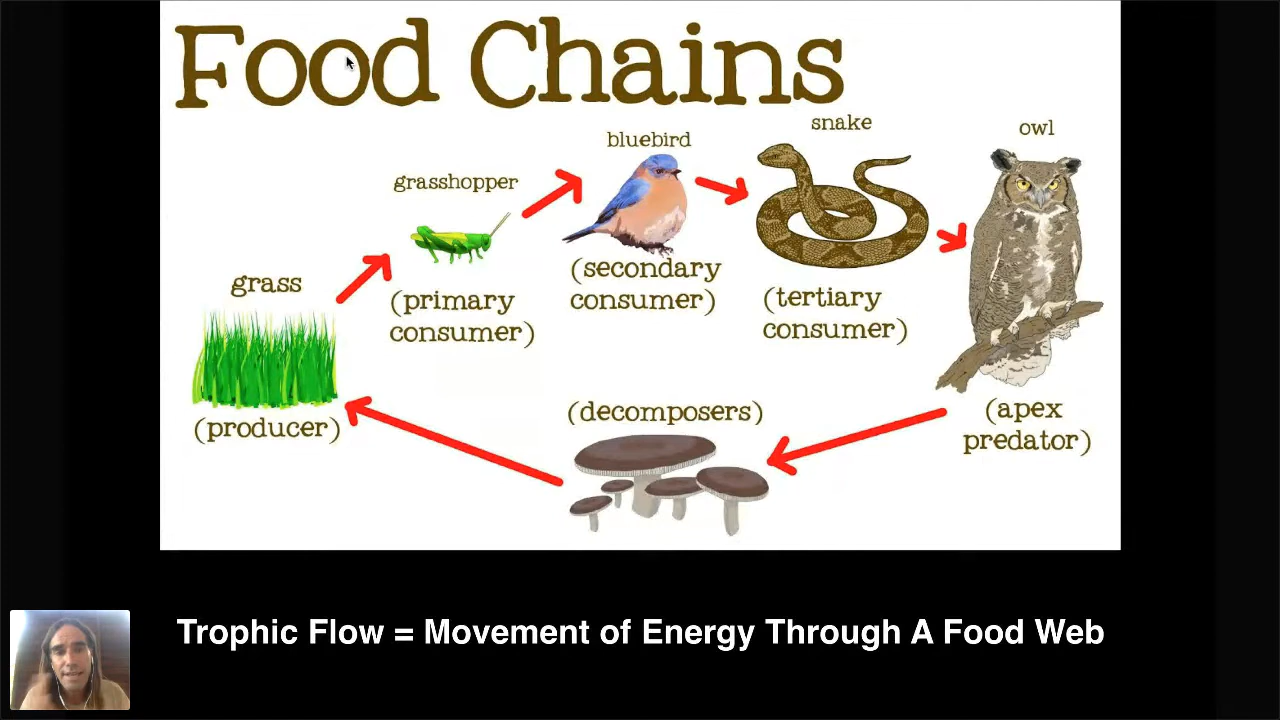 Food Chains
grass
(producer)
grasshopper
(primary
consumer)
bluebird
(secondary
consumer)
snake
(tertiary
consumer)
owl
(apex
predator)
(decomposers)
Trophic Flow = Movement of Energy Through A Food Web